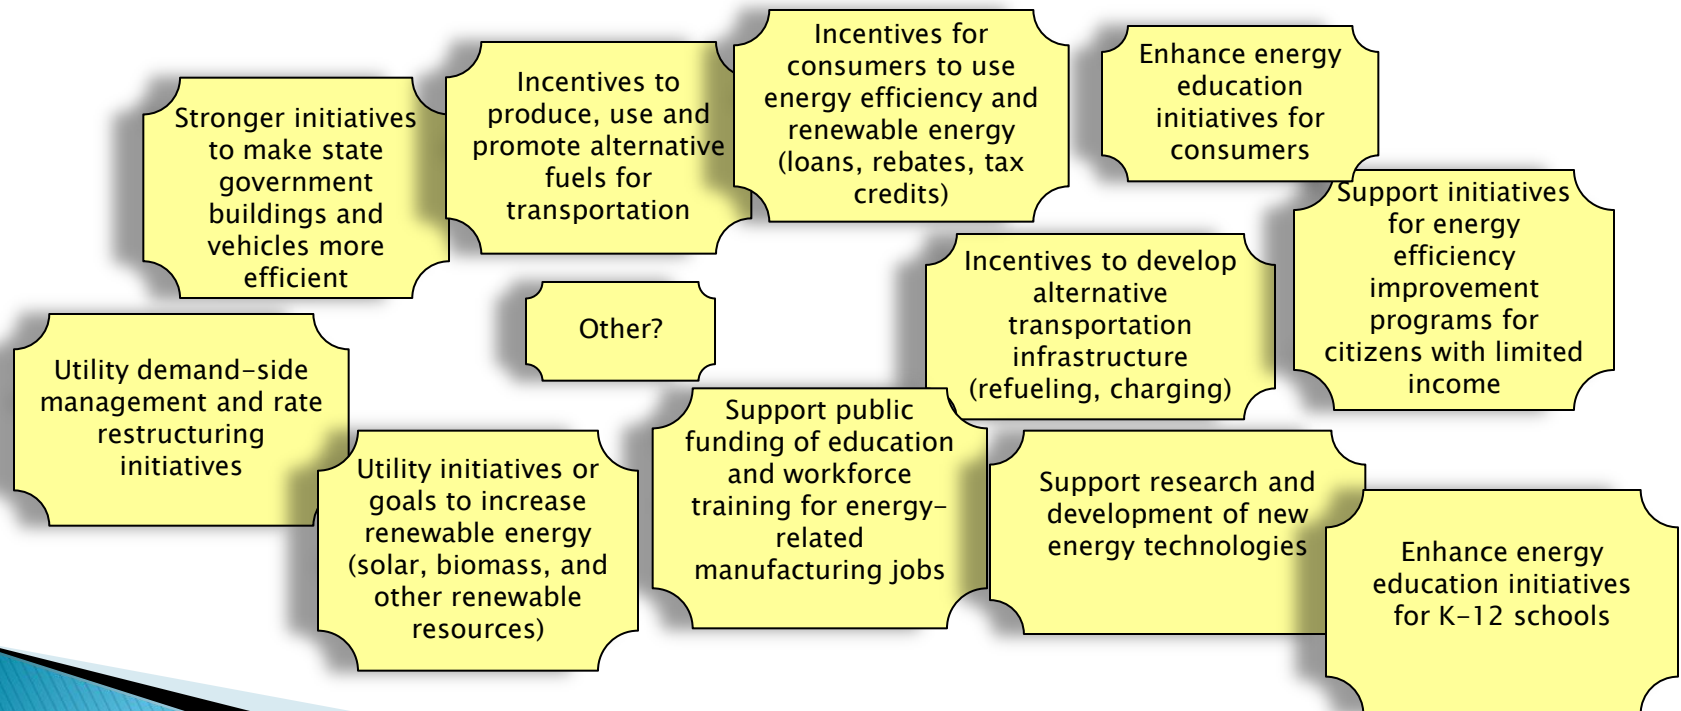 Stronger initiatives
to make state
government
buildings and
vehicles more
efficient
Incentives to
produce, use and
promote alternative
fuels for
transportation
Incentives for
consumers to use
energy efficiency and
renewable energy
(loans, rebates, tax
credits)
Enhance energy
education
initiatives for
consumers
Support initiatives
for energy
efficiency
improvement
programs for
citizens with limited
income
Incentives to develop
alternative
transportation
infrastructure
(refueling, charging)
Other?
Utility demand-side
management and rate
restructuring
initiatives
Utility initiatives or
goals to increase
renewable energy
(solar, biomass, and
other renewable
resources)
Support public
funding of education
and workforce
training for energy-
related
manufacturing jobs
Support research and
development of new
energy technologies
Enhance energy
education initiatives
for K-12 schools